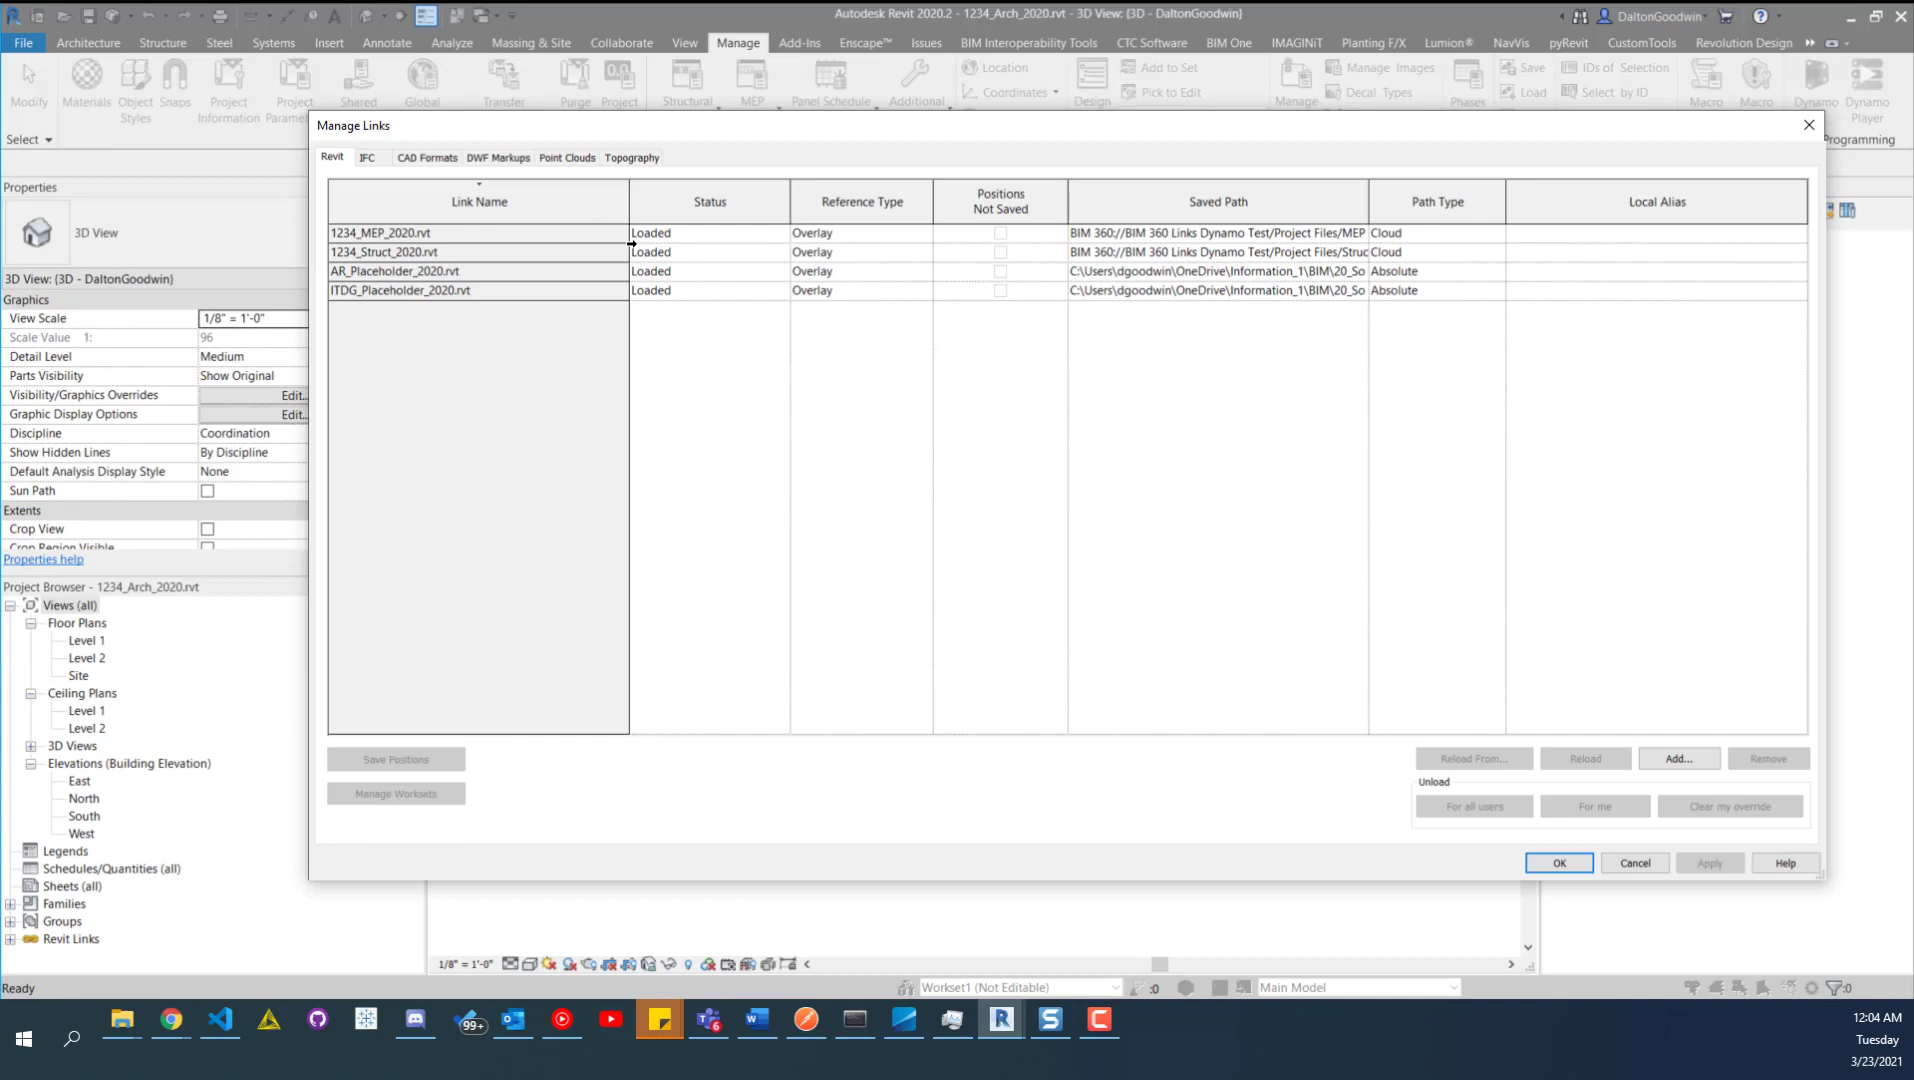 Autodesk Revit 2020.2 - 1234_Arch_2020.rvt - 3D View: {3D - DaltonGoodwin}
DaltonGoodwin
File Architecture Structure Steel Systems Insert Annotate Analyze Massing & Site Collaborate View Manage Add-Ins Enscape™ Issues BIM Interoperability Tools CTC Software BIM One IMAGINiT Planting F/X Lumion® NavVis pyRevit CustomTools Revolution Design
Location Add to Set Manage Images Save IDs of Selection
Coordinates Pick to Edit Decal Types Load Select by ID
Modify Materials Object Styles Snaps Project Information Project Parame Shared Global Transfer Purge Project Structural MEP Panel Schedule Additional Design Manage Phases Macro Macro Dynamo Dynamo Player
Select Programming
Manage Links
Revit IFC CAD Formats DWF Markups Point Clouds Topography
Link Name Status Reference Type Positions Not Saved Saved Path Path Type Local Alias
1234_MEP_2020.rvt Loaded Overlay BIM 360://BIM 360 Links Dynamo Test/Project Files/MEP Cloud
1234_Struct_2020.rvt Loaded Overlay BIM 360://BIM 360 Links Dynamo Test/Project Files/Struc Cloud
AR_Placeholder_2020.rvt Loaded Overlay C:\Users\dgoodwin\OneDrive\Information_1\BIM\20_So Absolute
ITDG_Placeholder_2020.rvt Loaded Overlay C:\Users\dgoodwin\OneDrive\Information_1\BIM\20_So Absolute
Save Positions
Manage Worksets
Reload From... Reload Add... Remove
Unload
For all users For me Clear my override
OK Cancel Apply Help
Properties
3D View
3D View: {3D - DaltonGoodwin}
Graphics
View Scale 1/8" = 1'-0"
Scale Value 1: 96
Detail Level Medium
Parts Visibility Show Original
Visibility/Graphics Overrides Edit...
Graphic Display Options Edit...
Discipline Coordination
Show Hidden Lines By Discipline
Default Analysis Display Style None
Sun Path
Extents
Crop View
Crop Region Visible
Properties help
Project Browser - 1234_Arch_2020.rvt
Views (all)
Floor Plans
Level 1
Level 2
Site
Ceiling Plans
Level 1
Level 2
3D Views
Elevations (Building Elevation)
East
North
South
West
Legends
Schedules/Quantities (all)
Sheets (all)
Families
Groups
Revit Links
1/8" = 1'-0"
Ready
Workset1 (Not Editable) :0 Main Model :0
99+
6
12:04 AM
Tuesday
3/23/2021